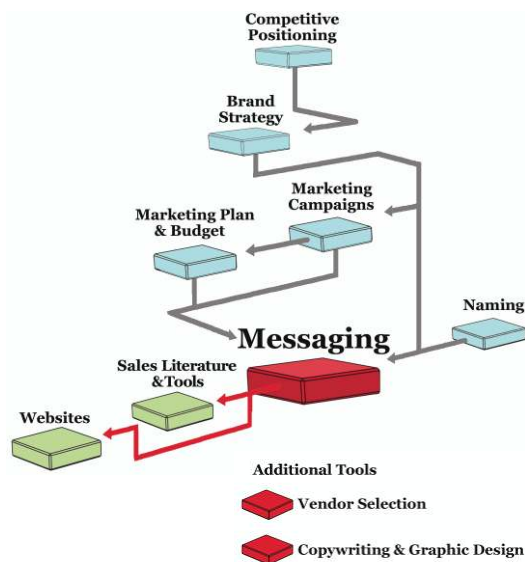 Competitive
Positioning
Brand
Strategy
Marketing
Campaigns
Marketing Plan
& Budget
Naming
Messaging
Sales Literature
&Tools
Websites
Additional Tools
Vendor Selection
Copywriting & Graphic Design